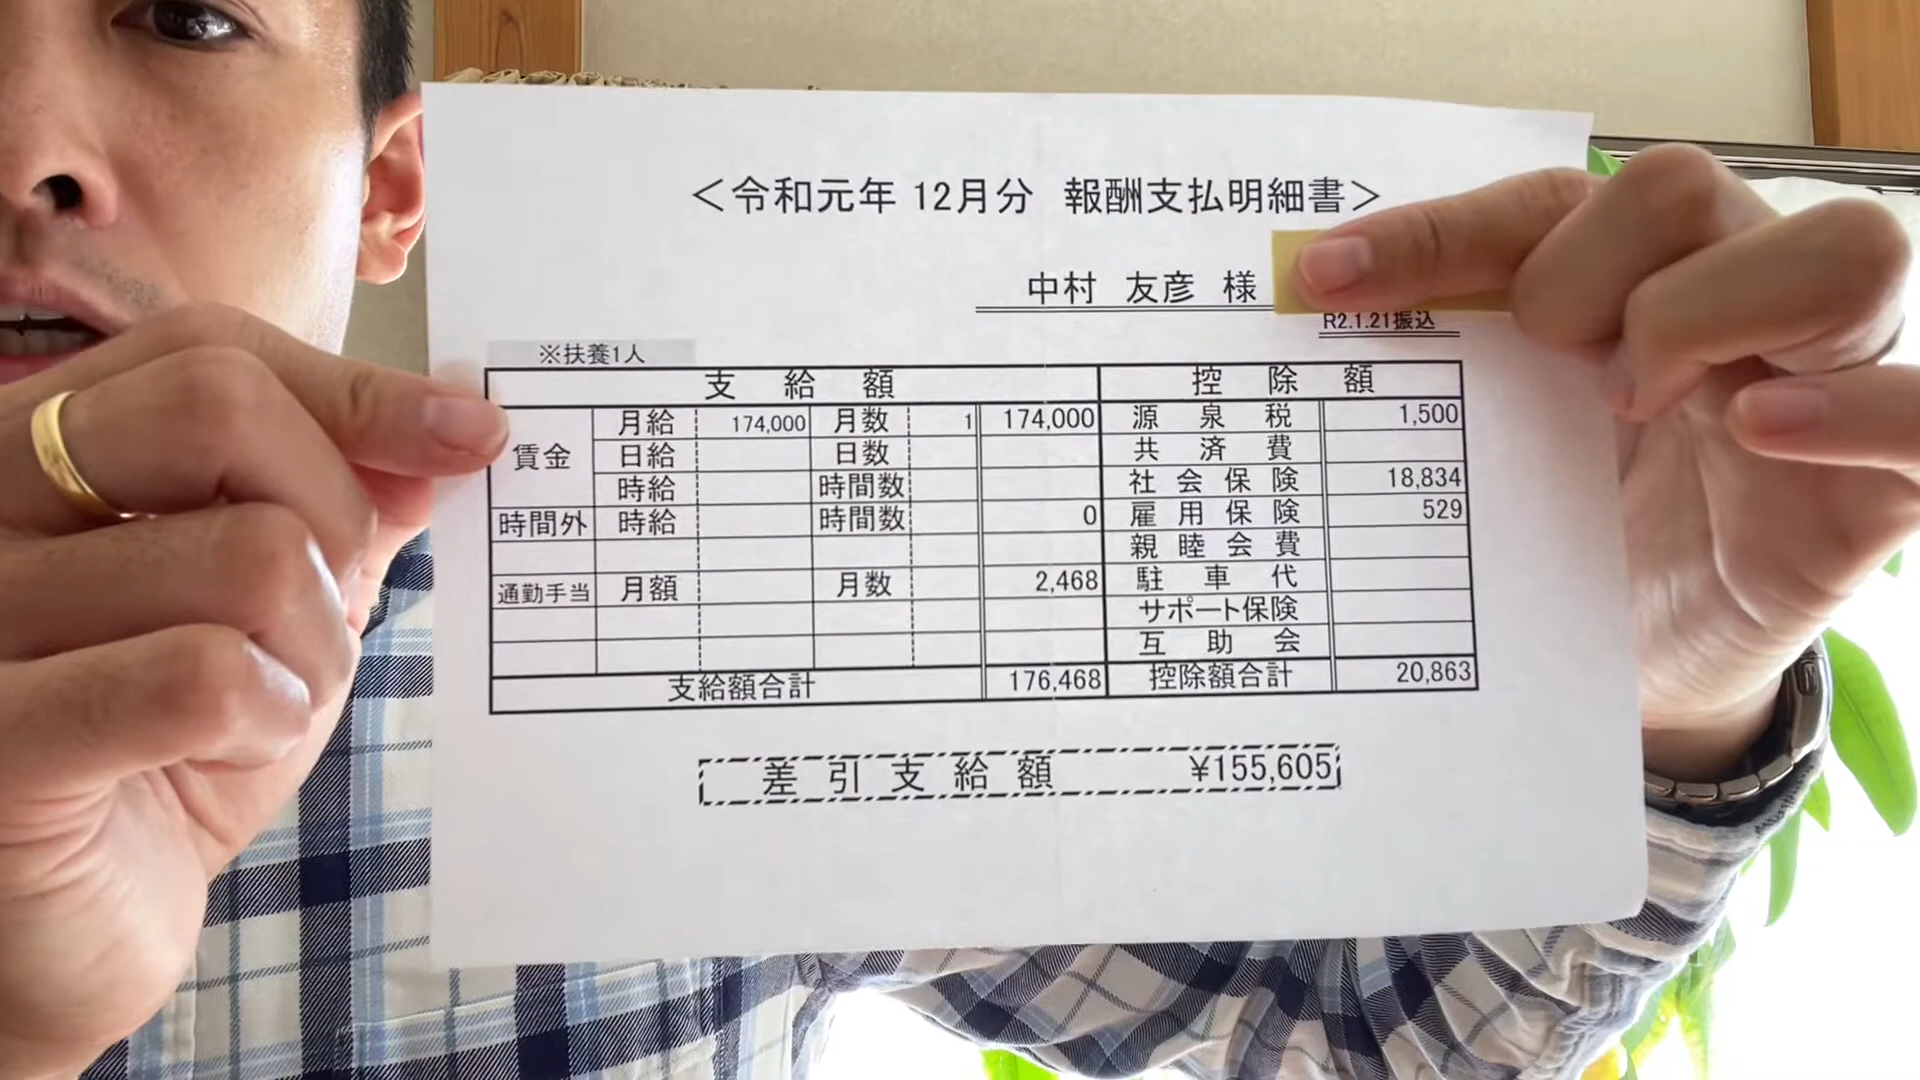 ＜令和元年 12月分 報酬支払明細書＞
中村 友彦 様
R2.1.21振込
※扶養1人
支給額 控除額
賃金 月給 174,000 月数 1 174,000 源泉税 1,500
日給 日数 共済費
時給 時間数 社会保険 18,834
時間外 時給 時間数 0 雇用保険 529
親睦会費
通勤手当 月額 月数 2,468 駐車代
サポート保険
互助会
支給額合計 176,468 控除額合計 20,863
差引支給額 ¥155,605